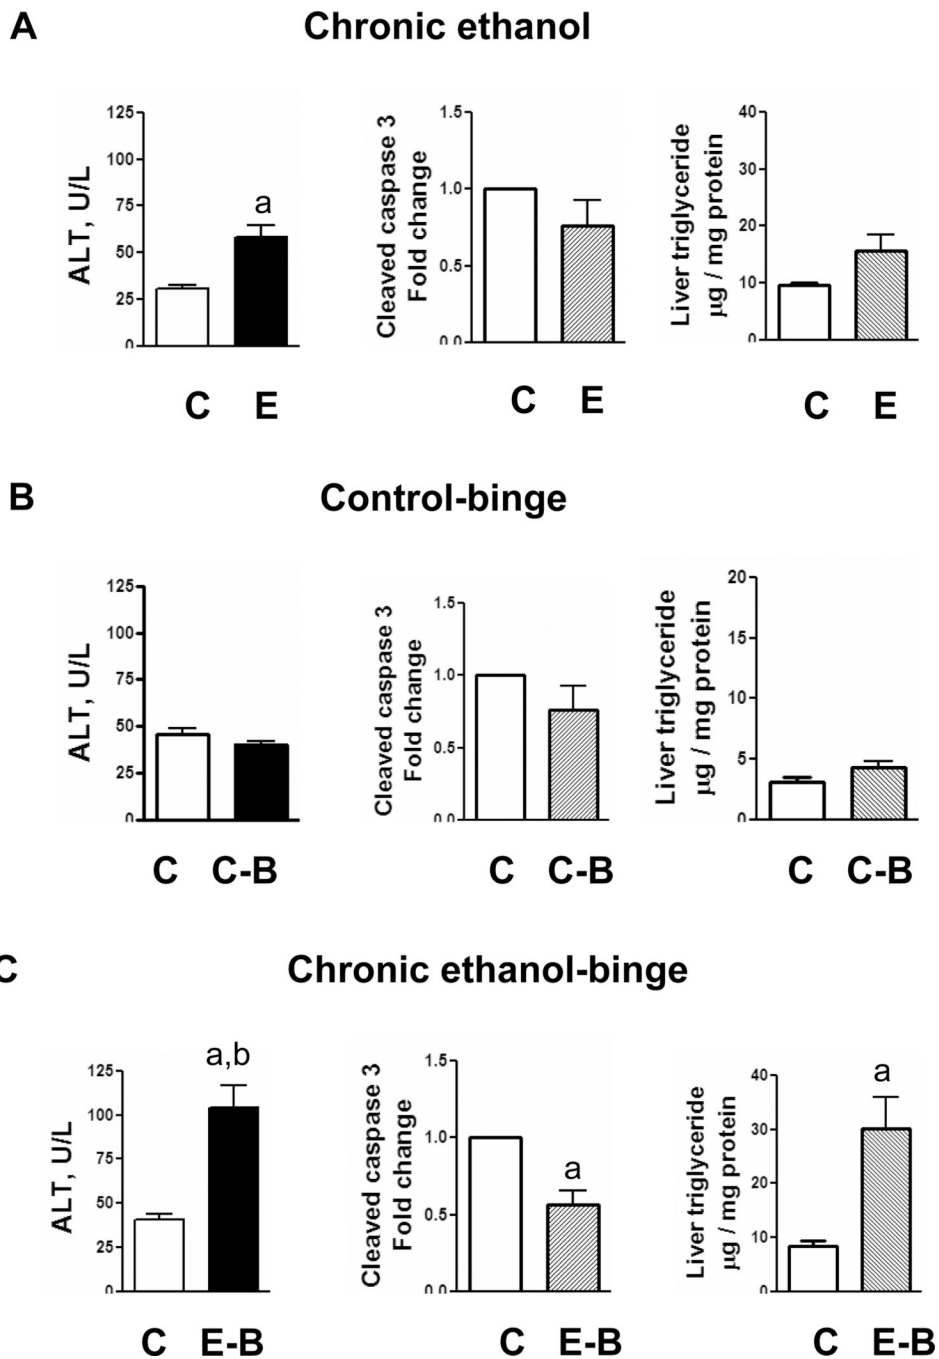 A
Chronic ethanol
ALT, U/L
125
100
75
50
25
0
a
C E
Cleaved caspase 3
Fold change
1.5
1.0
0.5
0.0
C E
Liver triglyceride
µg / mg protein
40
30
20
10
0
C E
B
Control-binge
ALT, U/L
125
100
75
50
25
0
C C-B
Cleaved caspase 3
Fold change
1.5
1.0
0.5
0.0
C C-B
Liver triglyceride
µg / mg protein
20
15
10
5
0
C C-B
C
Chronic ethanol-binge
ALT, U/L
125
100
75
50
25
0
a,b
C E-B
Cleaved caspase 3
Fold change
1.5
1.0
0.5
0.0
a
C E-B
Liver triglyceride
µg / mg protein
40
30
20
10
0
a
C E-B